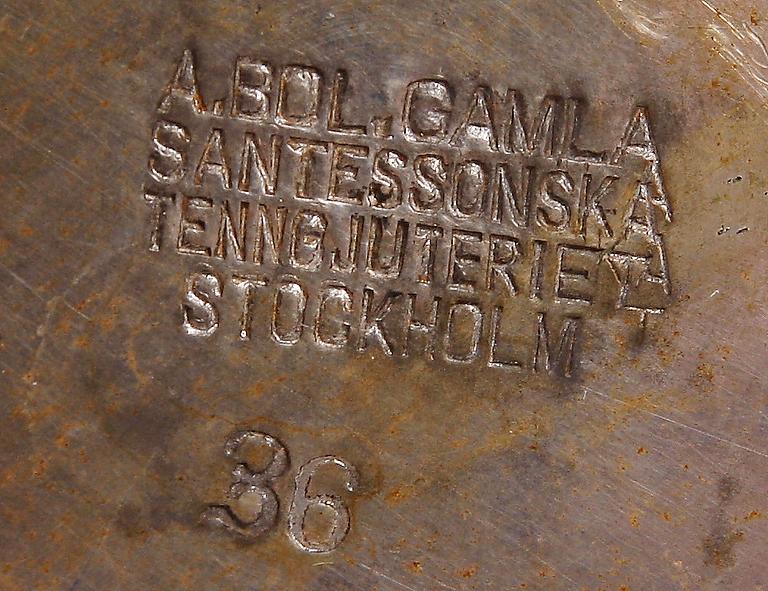 A.BOL.GAMLA
SANTESSONSKA
TENNGJUTERIET
STOCKHOLM
36